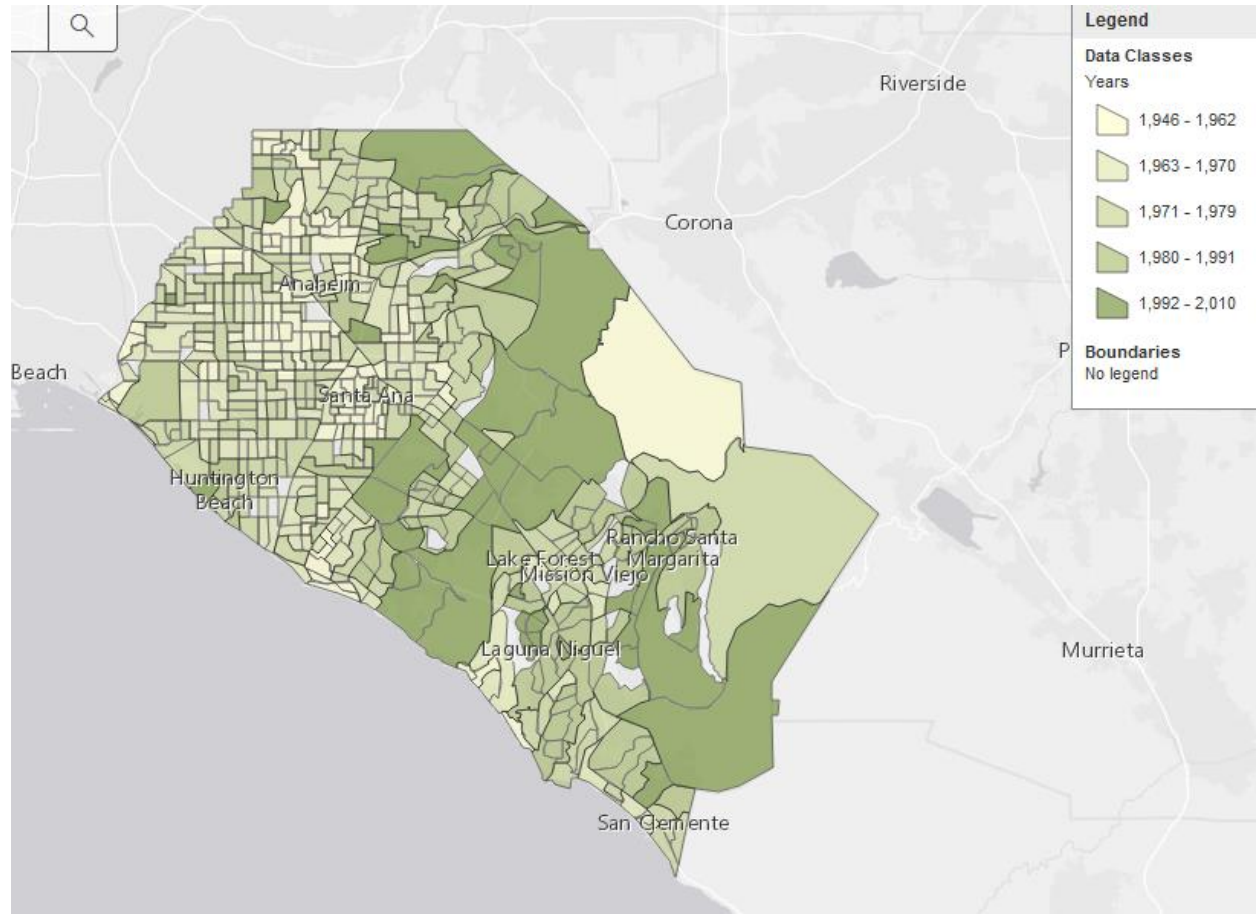 Legend
Data Classes
Years
1,946 - 1,962
1,963 - 1,970
1,971 - 1,979
1,980 - 1,991
1,992 - 2,010
Boundaries
No legend
Riverside
Corona
Anaheim
P
Beach
Santa Ana
Huntington
Beach
Rancho Santa
Margarita
Lake Forest
Mission Viejo
Laguna Niguel
Murrieta
San Clemente